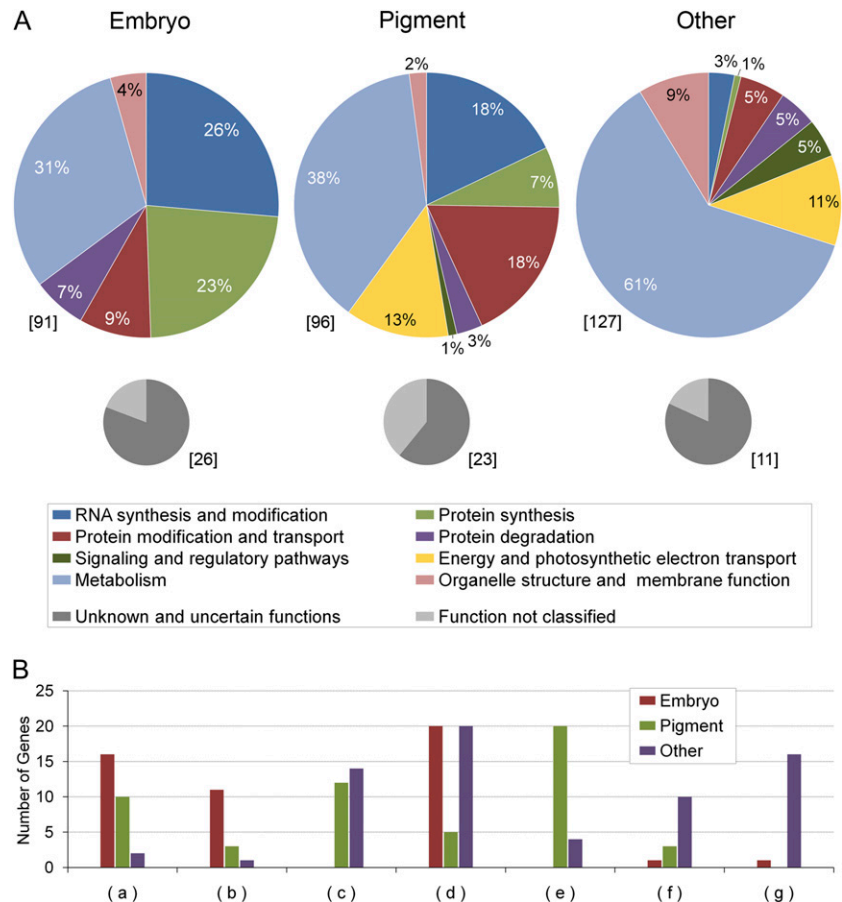 A
Embryo
Pigment
Other
4%
26%
31%
23%
7%
9%
[91]
2%
18%
38%
7%
18%
13%
1%
3%
[96]
3%
1%
9%
5%
5%
5%
11%
61%
[127]
[26]
[23]
[11]
RNA synthesis and modification
Protein synthesis
Protein modification and transport
Protein degradation
Signaling and regulatory pathways
Energy and photosynthetic electron transport
Metabolism
Organelle structure and membrane function
Unknown and uncertain functions
Function not classified
B
Number of Genes
25
20
15
10
5
0
Embryo
Pigment
Other
( a )
( b )
( c )
( d )
( e )
( f )
( g )